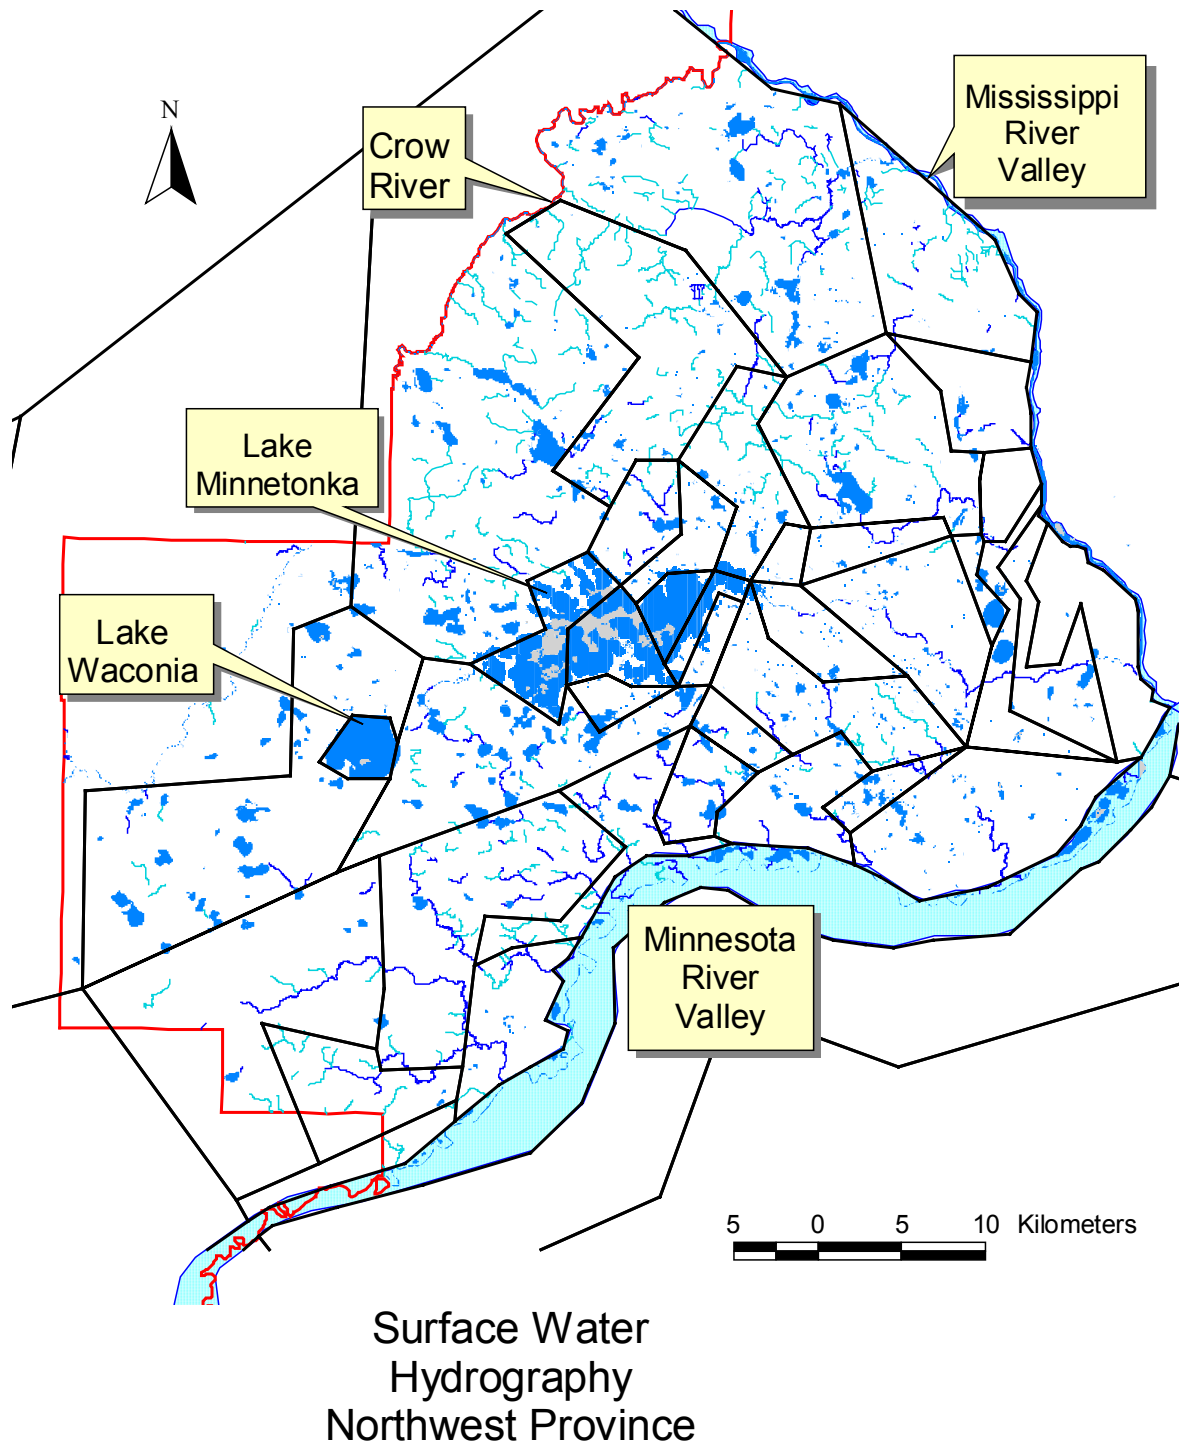 Mississippi
River
Valley
N
Crow
River
Lake
Minnetonka
Lake
Waconia
Minnesota
River
Valley
5 0 5 10 Kilometers
Surface Water
Hydrography
Northwest Province